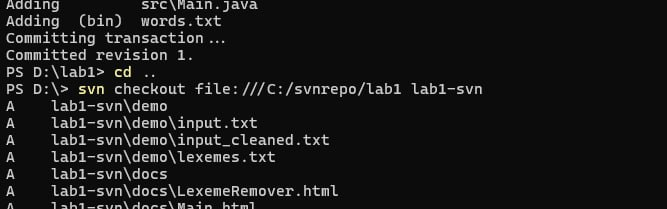 Adding         src\Main.java
Adding  (bin)  words.txt
Committing transaction...
Committed revision 1.
PS D:\lab1> cd ..
PS D:\> svn checkout file:///C:/svnrepo/lab1 lab1-svn
A    lab1-svn\demo
A    lab1-svn\demo\input.txt
A    lab1-svn\demo\input_cleaned.txt
A    lab1-svn\demo\lexemes.txt
A    lab1-svn\docs
A    lab1-svn\docs\LexemeRemover.html
A    lab1-svn\docs\Main.html